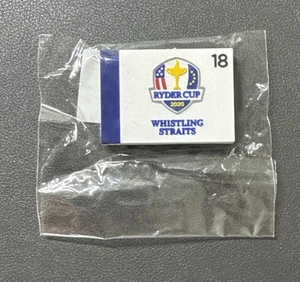 18
RYDER CUP
2020
WHISTLING
STRAITS